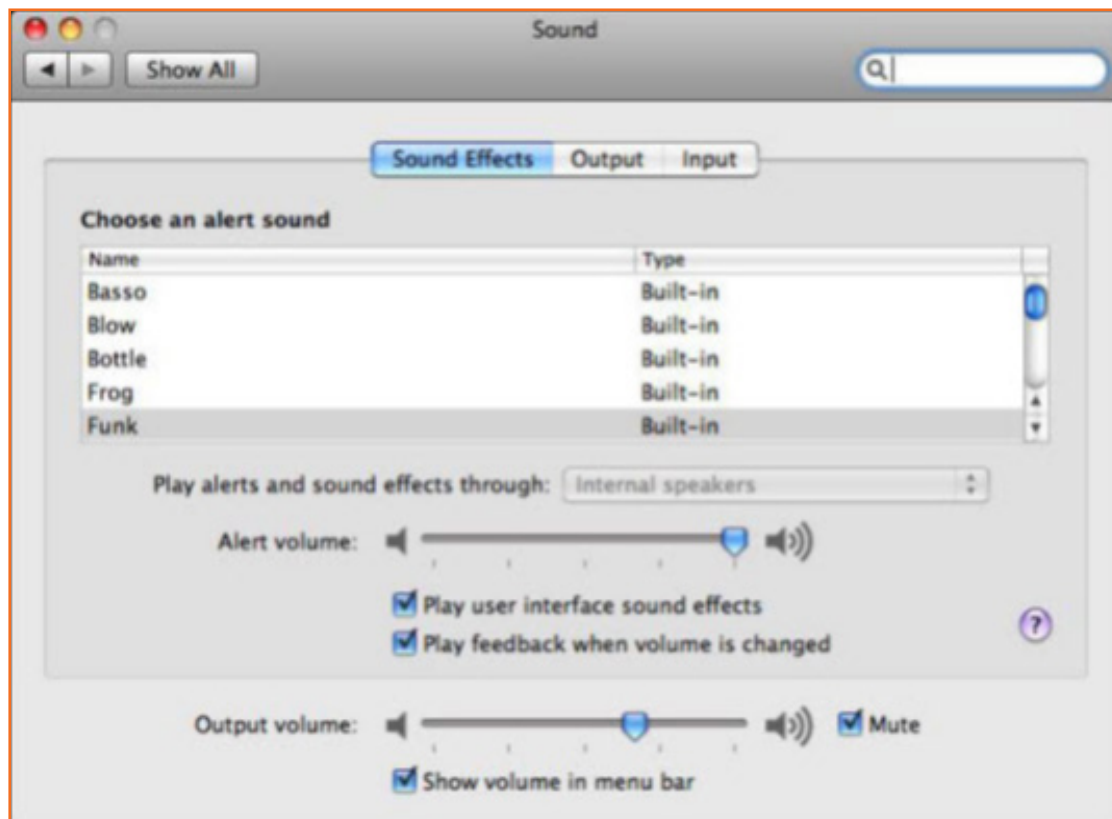 Sound
Show All
Sound Effects Output Input
Choose an alert sound
Name Type
Basso Built-in
Blow Built-in
Bottle Built-in
Frog Built-in
Funk Built-in
Play alerts and sound effects through: Internal speakers
Alert volume:
Play user interface sound effects
?
Play feedback when volume is changed
Output volume: Mute
Show volume in menu bar